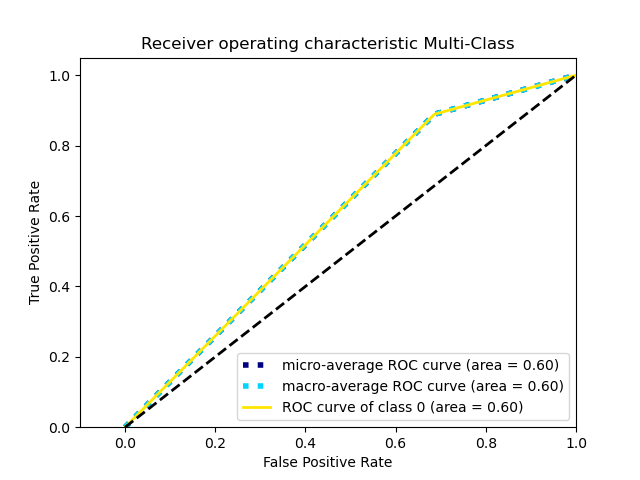 Receiver operating characteristic Multi-Class
1.0
0.8
0.6
0.4
0.2
0.0
True Positive Rate
micro-average ROC curve (area = 0.60)
macro-average ROC curve (area = 0.60)
ROC curve of class 0 (area = 0.60)
0.0 0.2 0.4 0.6 0.8 1.0
False Positive Rate